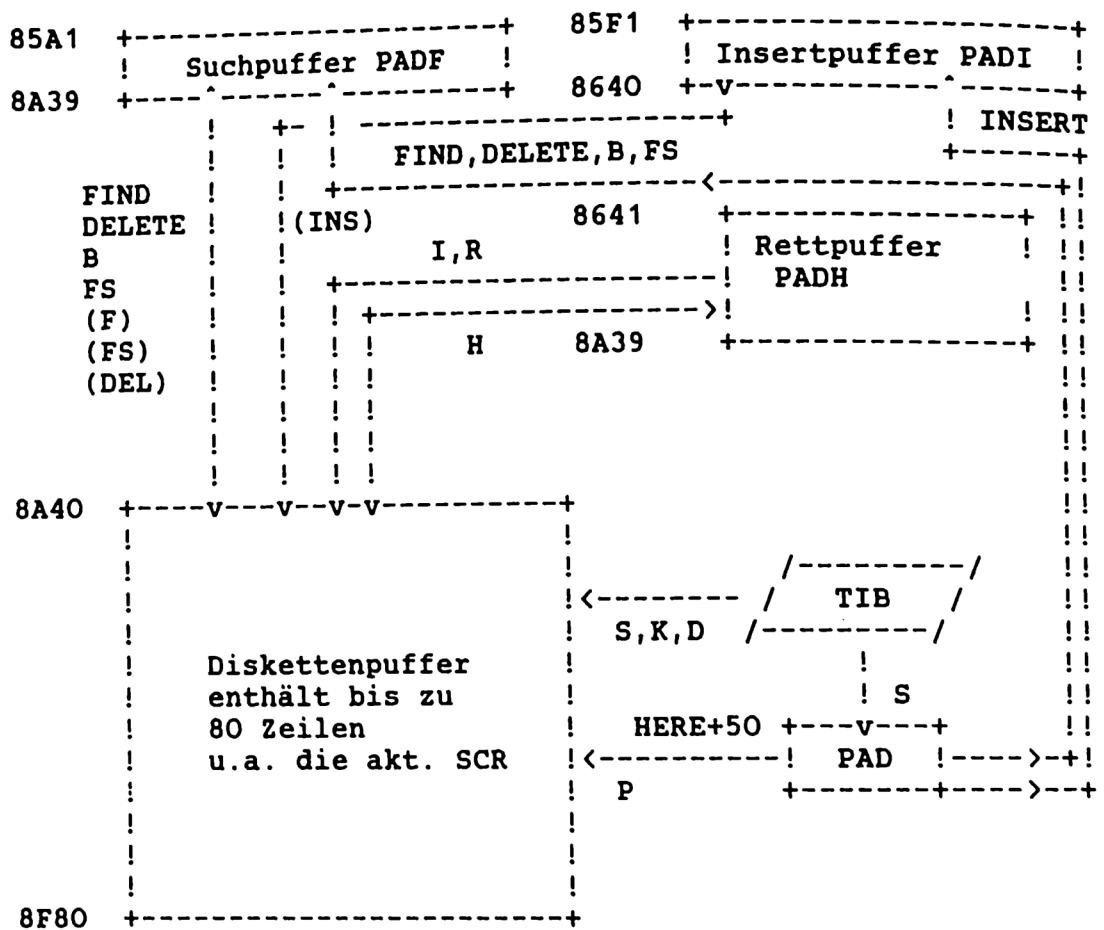 85A1 +--------------------+ 85F1 +--------------------+
! Suchpuffer PADF ! ! Insertpuffer PADI !
8A39 +----^------^---------+ 8640 +-v-----------^------+
! +- ! --------------------+ ! INSERT
! ! ! FIND,DELETE,B,FS +------+
! ! +--------------------<------------------+!
FIND
DELETE ! !(INS) 8641 +---------------+ !!
B ! ! I,R ! Rettpuffer ! !!
FS ! ! +--------------------! PADH
(F) ! ! ! +------------------>! ! !!
(FS) ! ! ! ! H 8A39 +---------------+ !!
(DEL) ! ! ! ! !!
! ! ! ! !!
! ! ! ! !!
! ! ! ! !!
8A40 +----v---v--v-v----------+ !!
! ! !!
! ! /---------/ !!
! !<-------- / TIB / !!
! ! S,K,D /---------/ !!
! Diskettenpuffer ! ! !!
! enthält bis zu ! ! S !!
! 80 Zeilen ! HERE+50 +---v---+ !!
! u.a. die akt. SCR !<-----------! PAD !---->-+!
! ! P +-------+---->--+
! !
! !
! !
8F80 +------------------------+